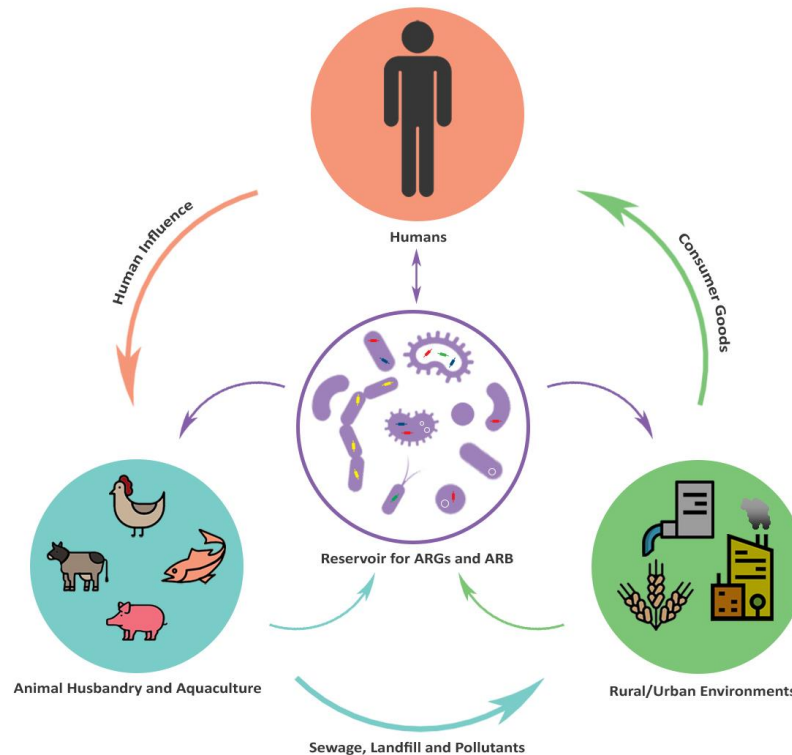 Humans
Human Influence
Consumer Goods
Reservoir for ARGs and ARB
Animal Husbandry and Aquaculture
Rural/Urban Environments
Sewage, Landfill and Pollutants